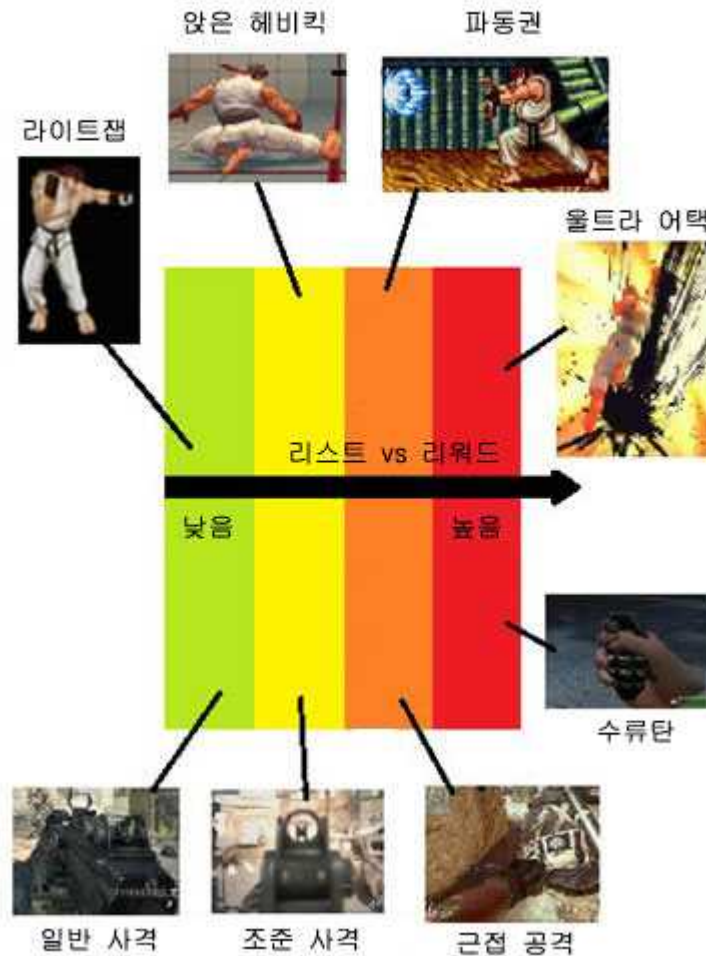 앉은 헤비킥
파동권
라이트잽
울트라 어택
리스트 vs 리워드
낮음
높음
수류탄
일반 사격
조준 사격
근접 공격